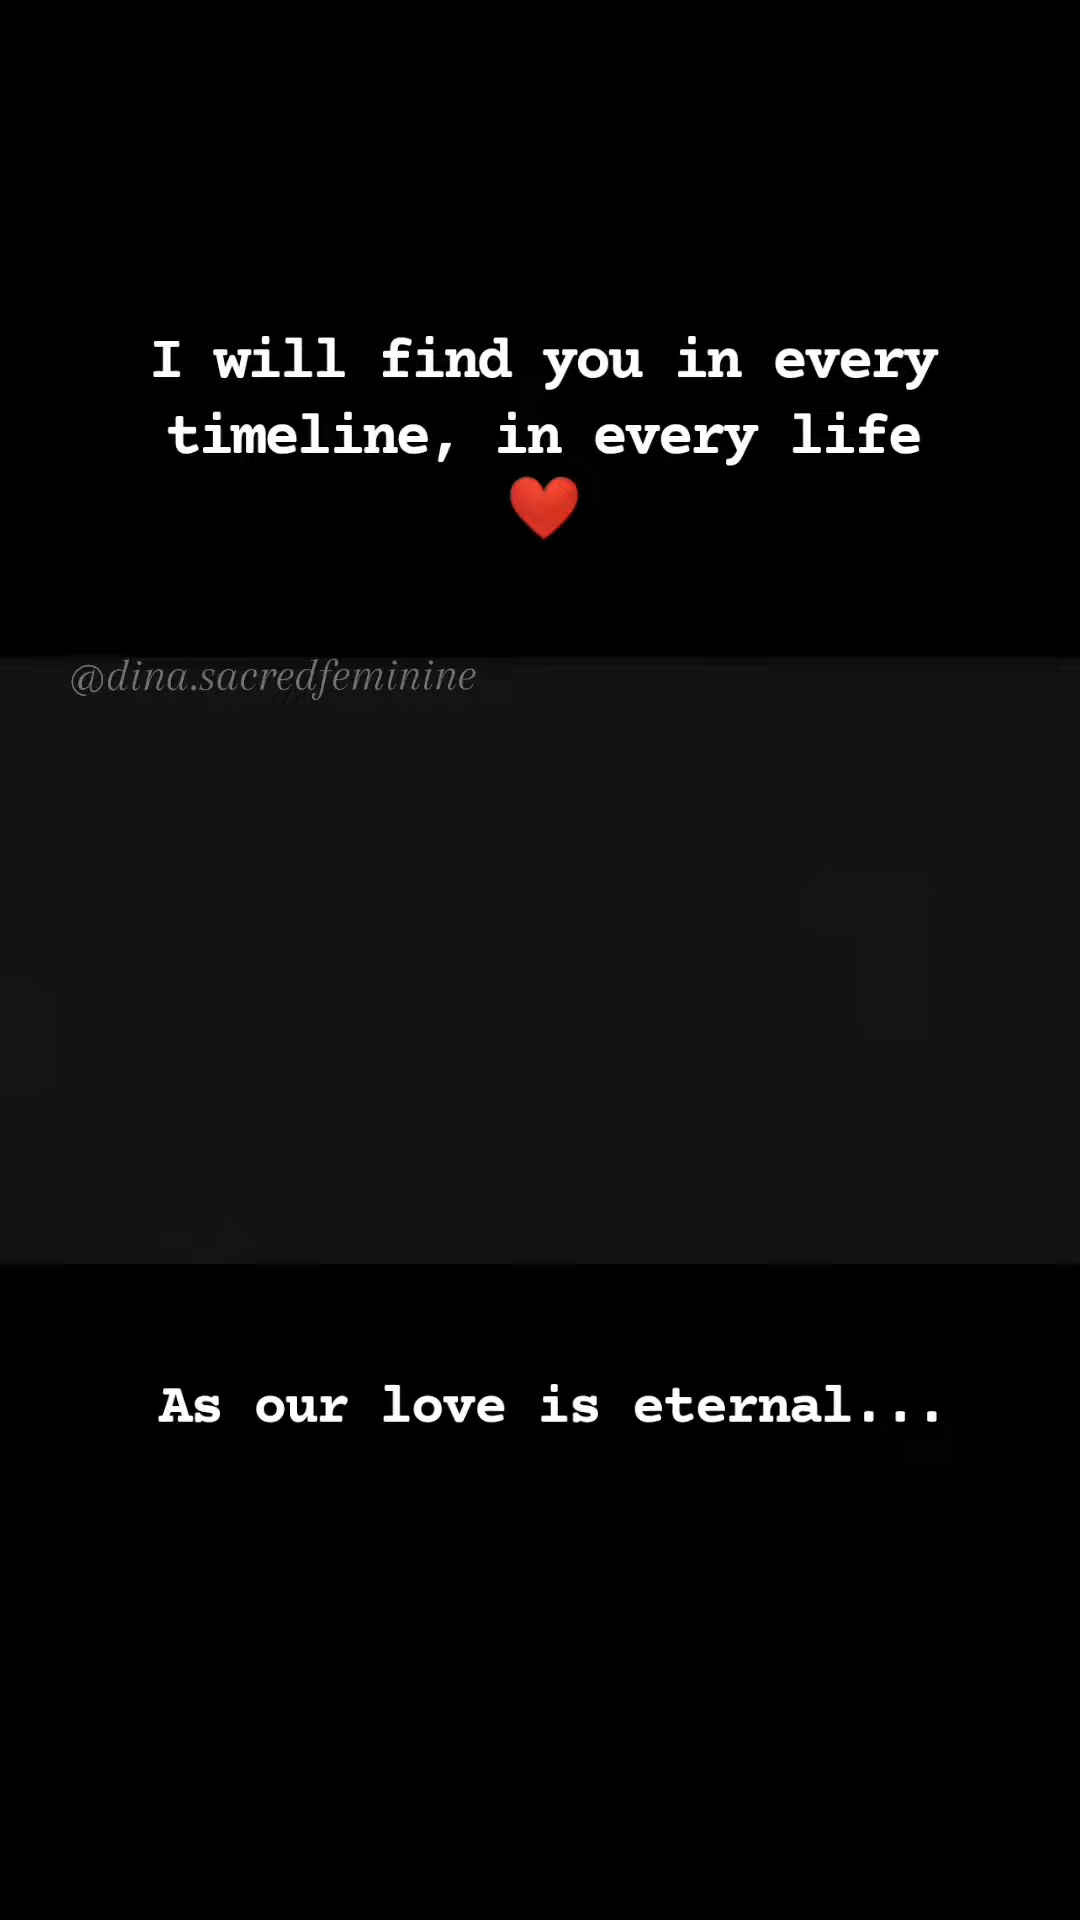 I will find you in every
timeline, in every life
❤️
@dina.sacredfeminine
As our love is eternal...